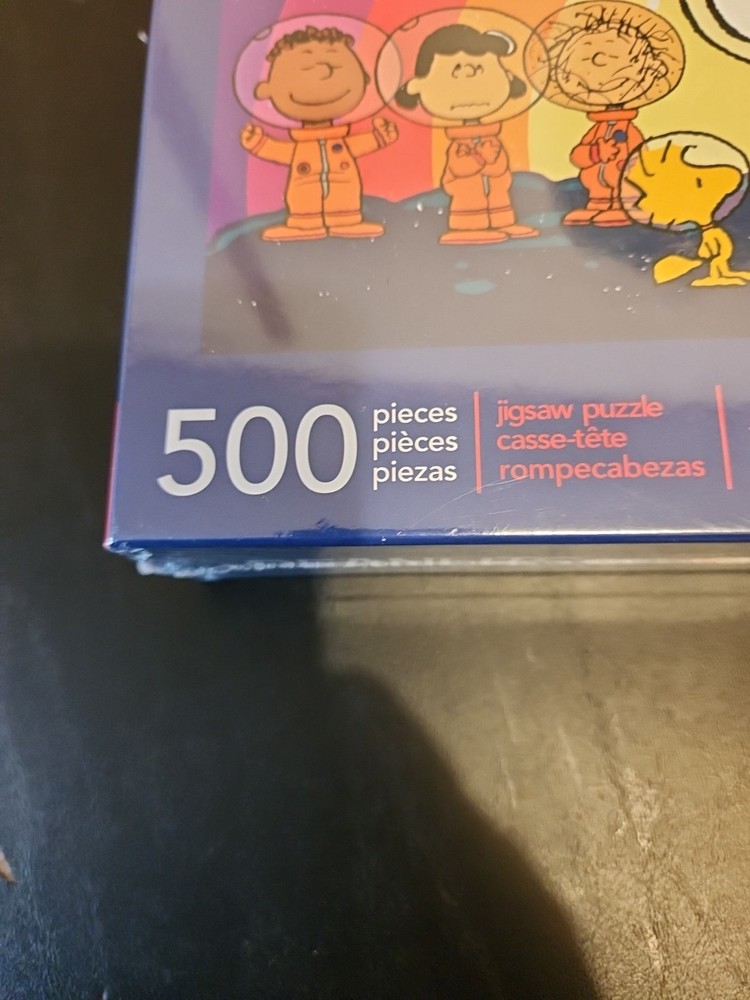 500
pieces
pièces
piezas
jigsaw puzzle
casse-tête
rompecabezas